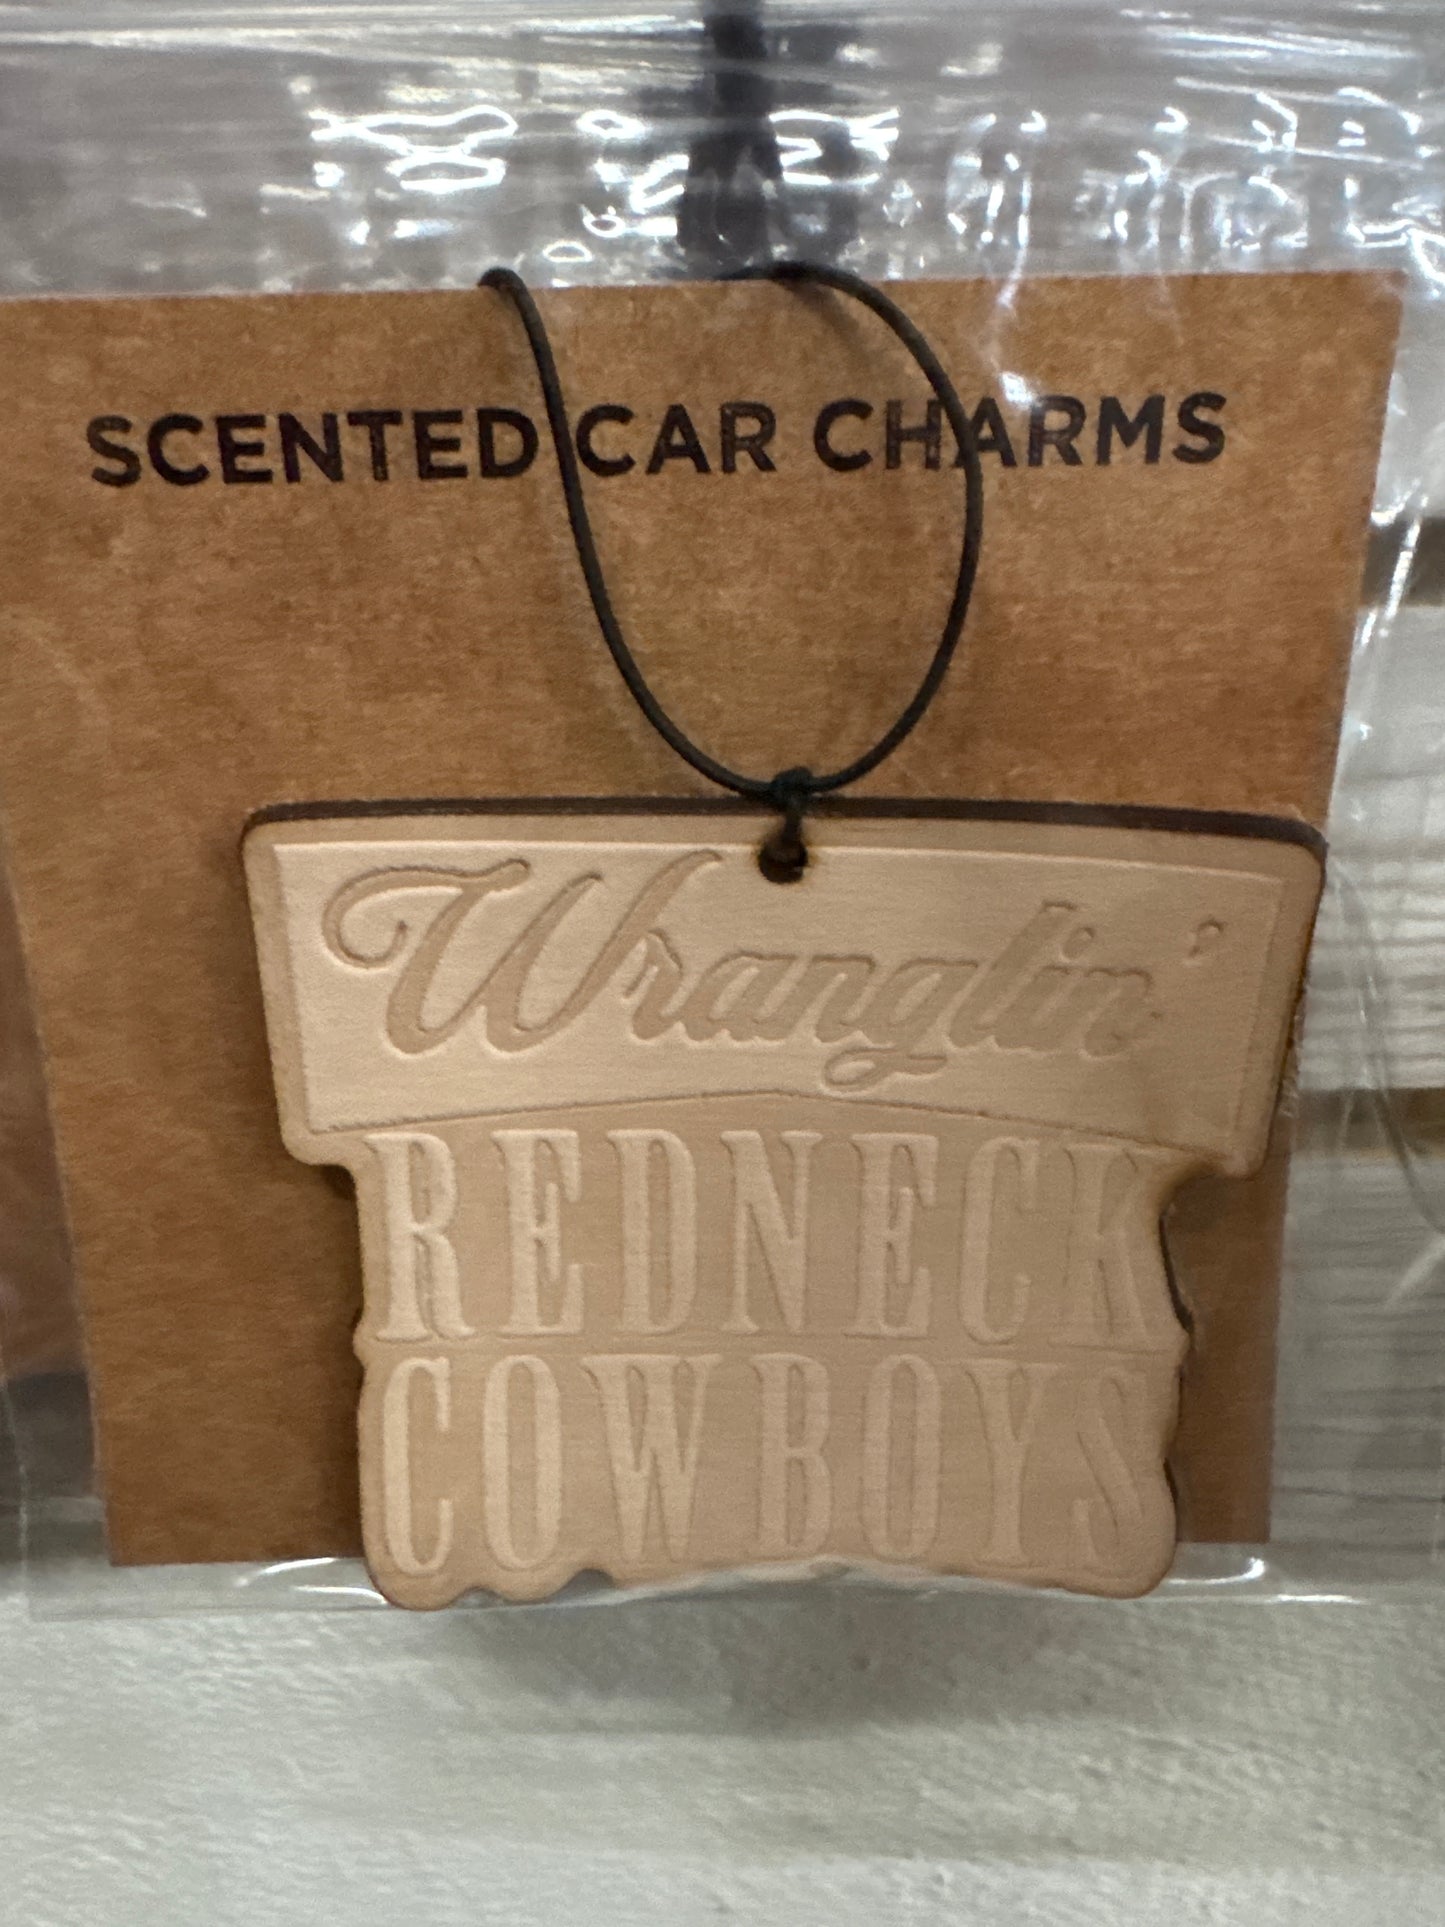 SCENTED CAR CHARMS
Wranglin'
REDNECK
COWBOYS